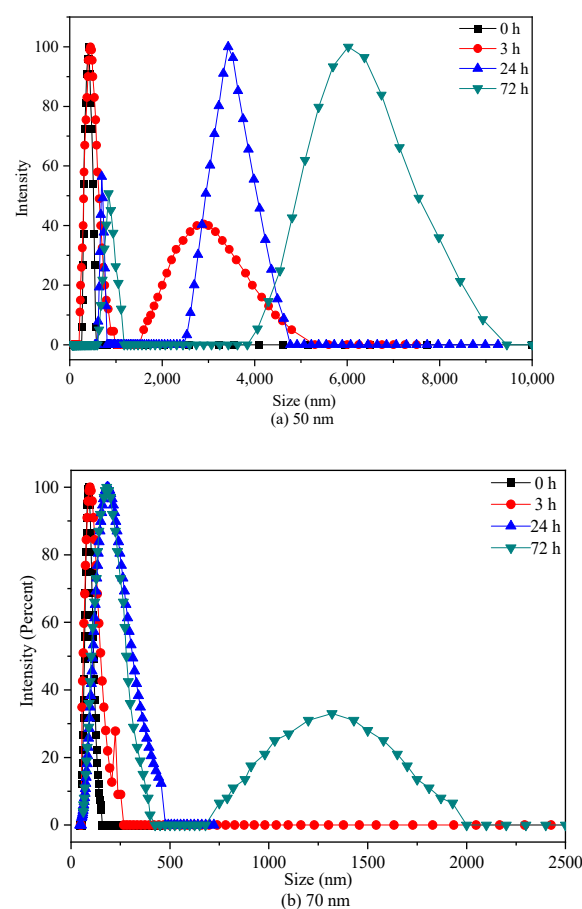 100
80
60
40
20
0
Intensity
0 h
3 h
24 h
72 h
0
2,000
4,000
6,000
8,000
10,000
Size (nm)
(a) 50 nm
100
80
60
40
20
0
Intensity (Percent)
0 h
3 h
24 h
72 h
0
500
1000
1500
2000
2500
Size (nm)
(b) 70 nm